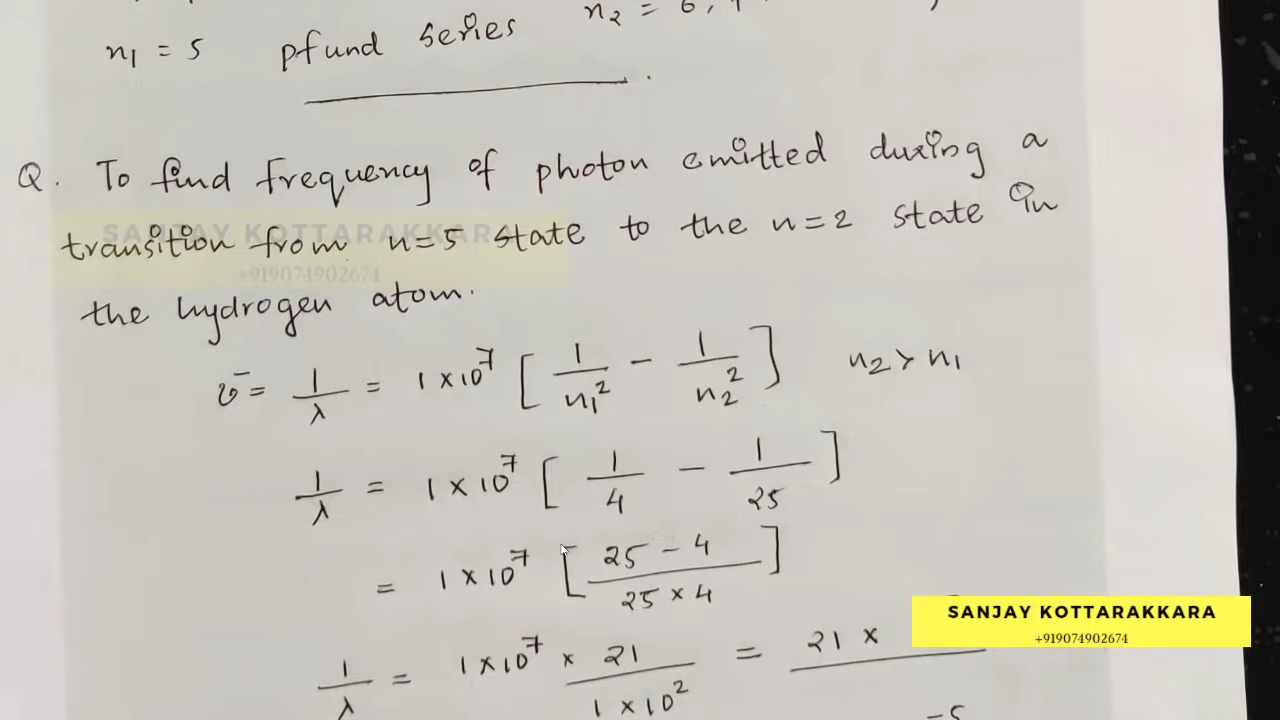 n₂ = 6,
n₁ = 5 pfund series
Q. To find frequency of photon emitted during a
transition from n=5 state to the n=2 state in
the hydrogen atom.
SANJAY KOTTARAKKARA
+919074902674
ν̄ = 1/λ = 1×10⁷ [ 1/n₁² − 1/n₂² ] n₂ > n₁
1/λ = 1×10⁷ [ 1/4 − 1/25 ]
= 1×10⁷ [ (25−4)/(25×4) ]
1/λ = 1×10⁷ × 21/(1×10²) = 21 ×
−5
SANJAY KOTTARAKKARA
+919074902674